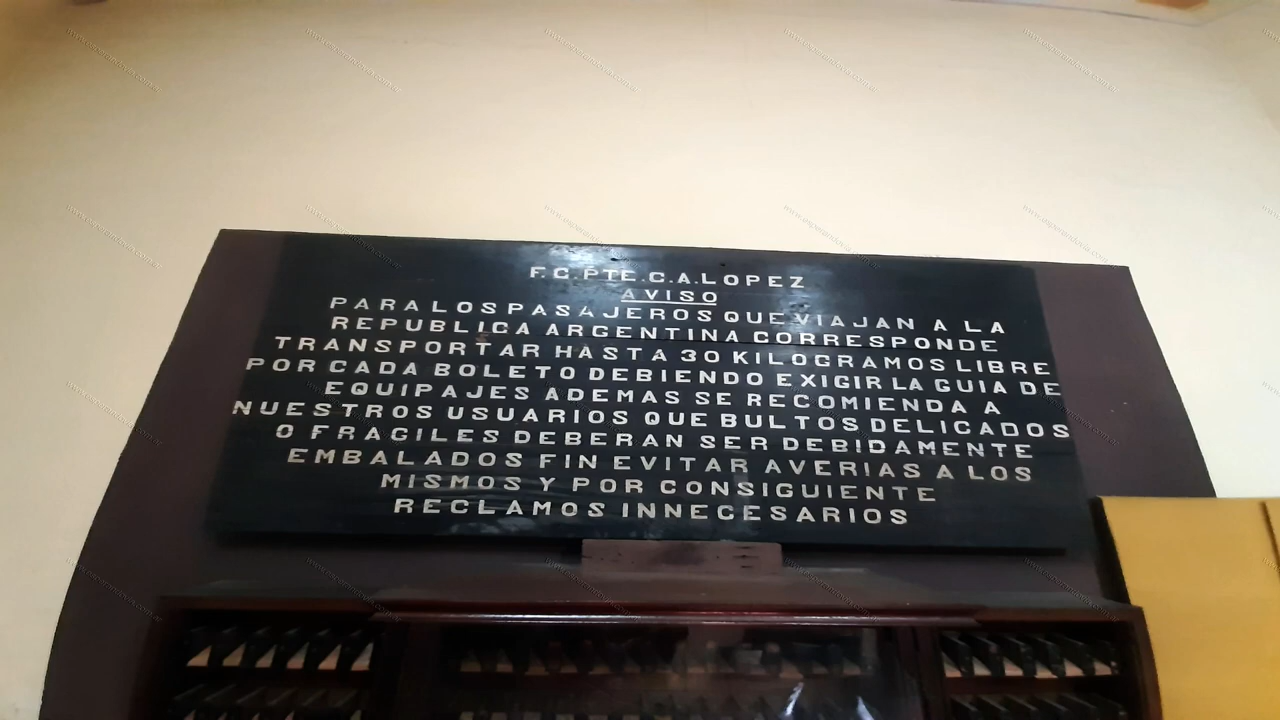 F.C.PTE.C.A.LOPEZ
AVISO
PARA LOS PASAJEROS QUE VIAJAN A LA
REPUBLICA ARGENTINA CORRESPONDE
TRANSPORTAR HASTA 30 KILOGRAMOS LIBRE
POR CADA BOLETO DEBIENDO EXIGIR LA GUIA DE
EQUIPAJES ADEMAS SE RECOMIENDA A
NUESTROS USUARIOS QUE BULTOS DELICADOS
O FRAGILES DEBERAN SER DEBIDAMENTE
EMBALADOS FIN EVITAR AVERIAS A LOS
MISMOS Y POR CONSIGUIENTE
RECLAMOS INNECESARIOS